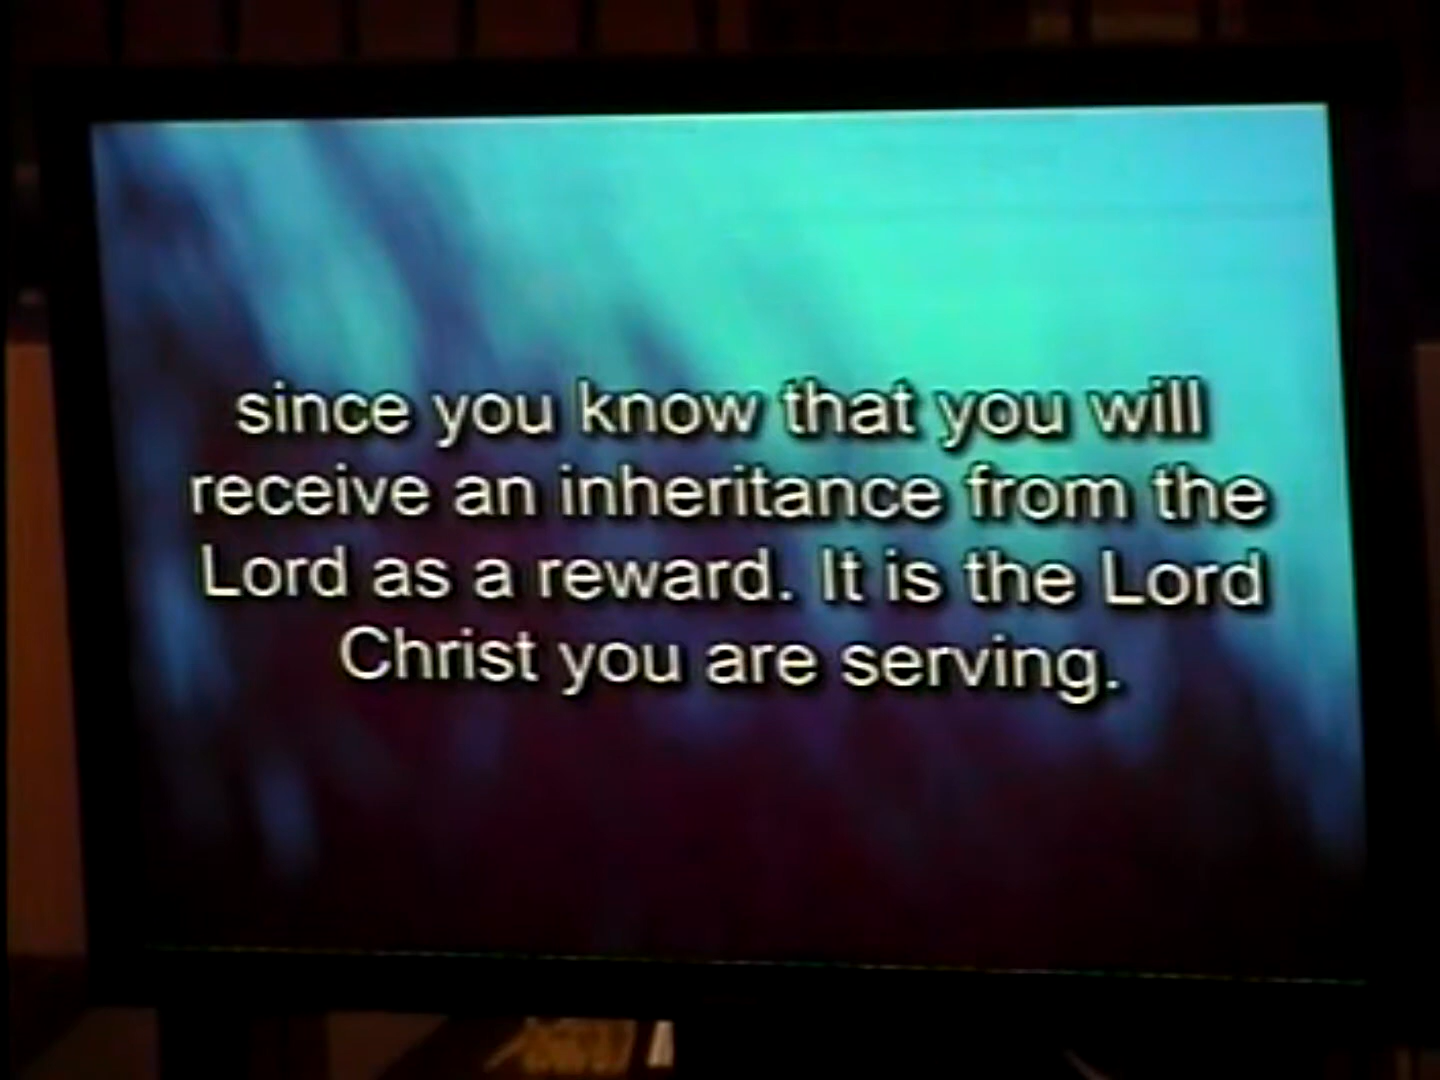 since you know that you will
receive an inheritance from the
Lord as a reward. It is the Lord
Christ you are serving.